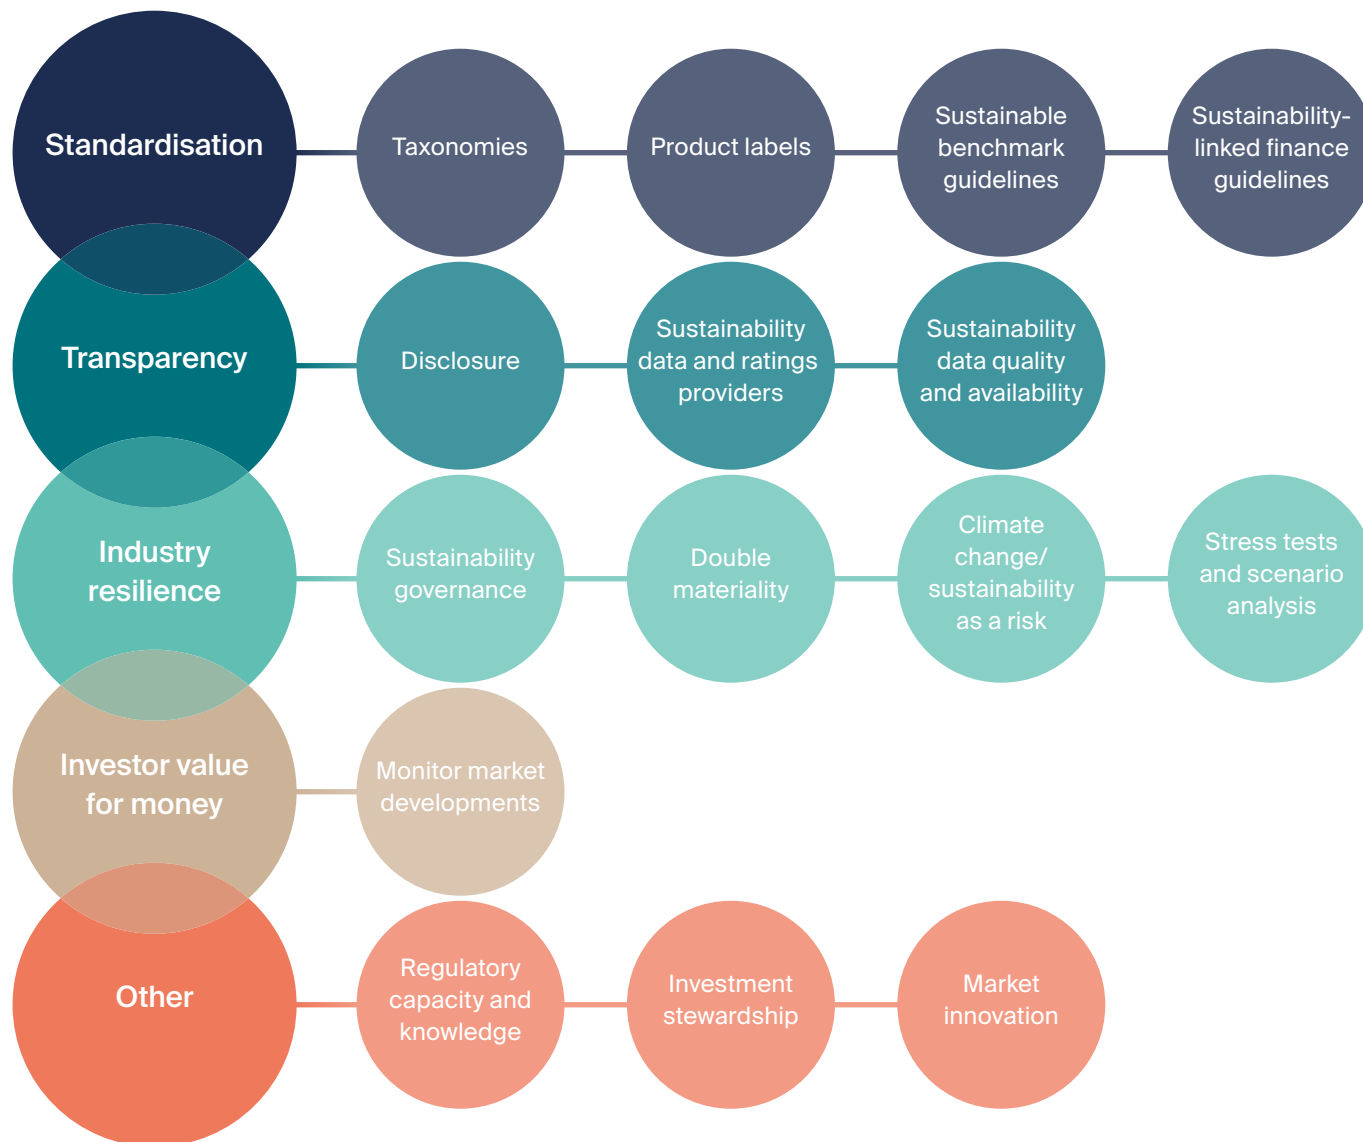 Standardisation
Taxonomies
Product labels
Sustainable
benchmark
guidelines
Sustainability-
linked finance
guidelines
Transparency
Disclosure
Sustainability
data and ratings
providers
Sustainability
data quality
and availability
Industry
resilience
Sustainability
governance
Double
materiality
Climate
change/
sustainability
as a risk
Stress tests
and scenario
analysis
Investor value
for money
Monitor market
developments
Other
Regulatory
capacity and
knowledge
Investment
stewardship
Market
innovation